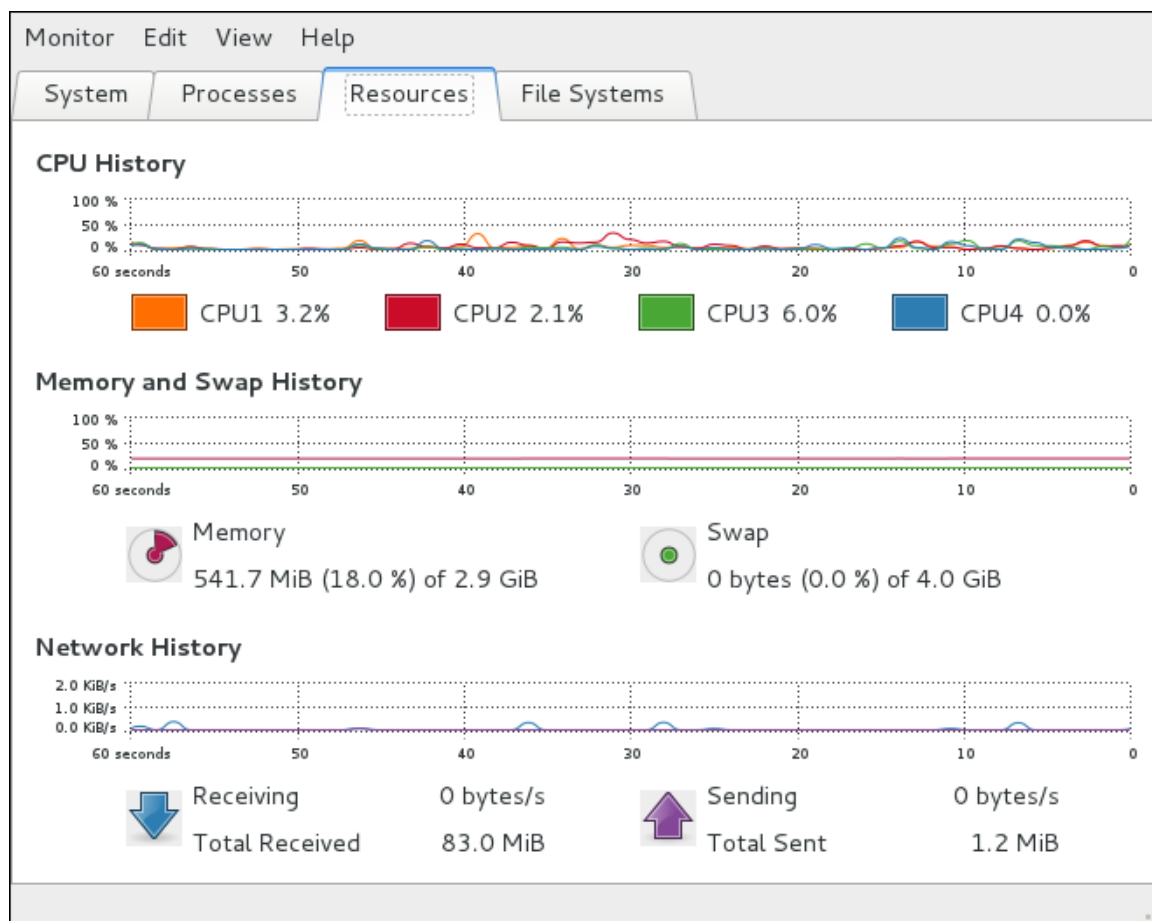 Monitor Edit View Help
System Processes Resources File Systems
CPU History
100 %
50 %
0 %
60 seconds 50 40 30 20 10 0
CPU1 3.2% CPU2 2.1% CPU3 6.0% CPU4 0.0%
Memory and Swap History
100 %
50 %
0 %
60 seconds 50 40 30 20 10 0
Memory Swap
541.7 MiB (18.0 %) of 2.9 GiB 0 bytes (0.0 %) of 4.0 GiB
Network History
2.0 KiB/s
1.0 KiB/s
0.0 KiB/s
60 seconds 50 40 30 20 10 0
Receiving 0 bytes/s Sending 0 bytes/s
Total Received 83.0 MiB Total Sent 1.2 MiB